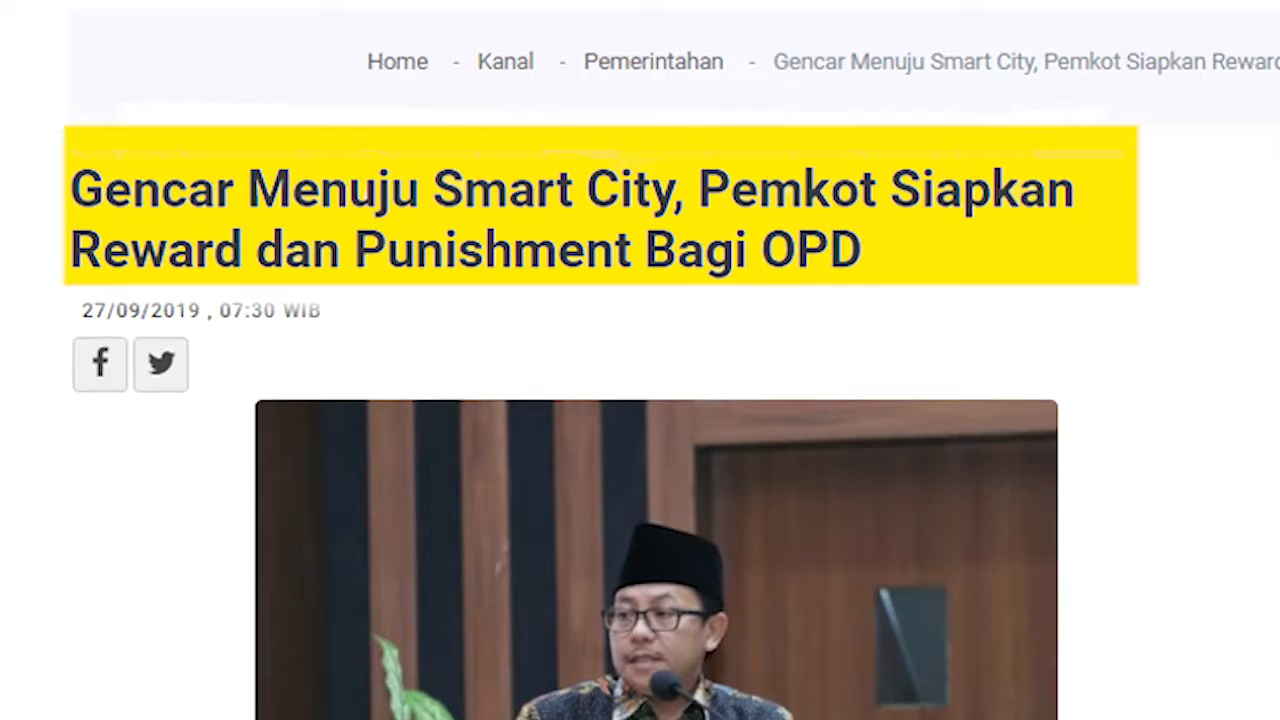 Home - Kanal - Pemerintahan - Gencar Menuju Smart City, Pemkot Siapkan Reward
Gencar Menuju Smart City, Pemkot Siapkan
Reward dan Punishment Bagi OPD
27/09/2019 , 07:30 WIB